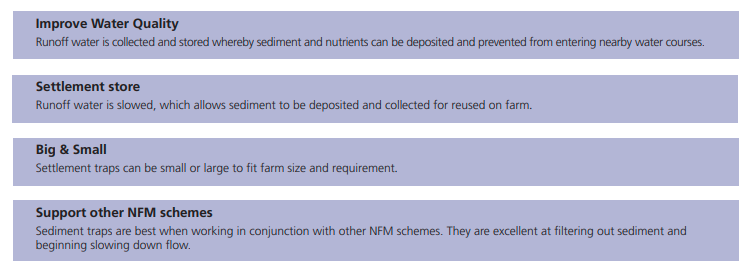 Improve Water Quality
Runoff water is collected and stored whereby sediment and nutrients can be deposited and prevented from entering nearby water courses.
Settlement store
Runoff water is slowed, which allows sediment to be deposited and collected for reused on farm.
Big & Small
Settlement traps can be small or large to fit farm size and requirement.
Support other NFM schemes
Sediment traps are best when working in conjunction with other NFM schemes. They are excellent at filtering out sediment and
beginning slowing down flow.